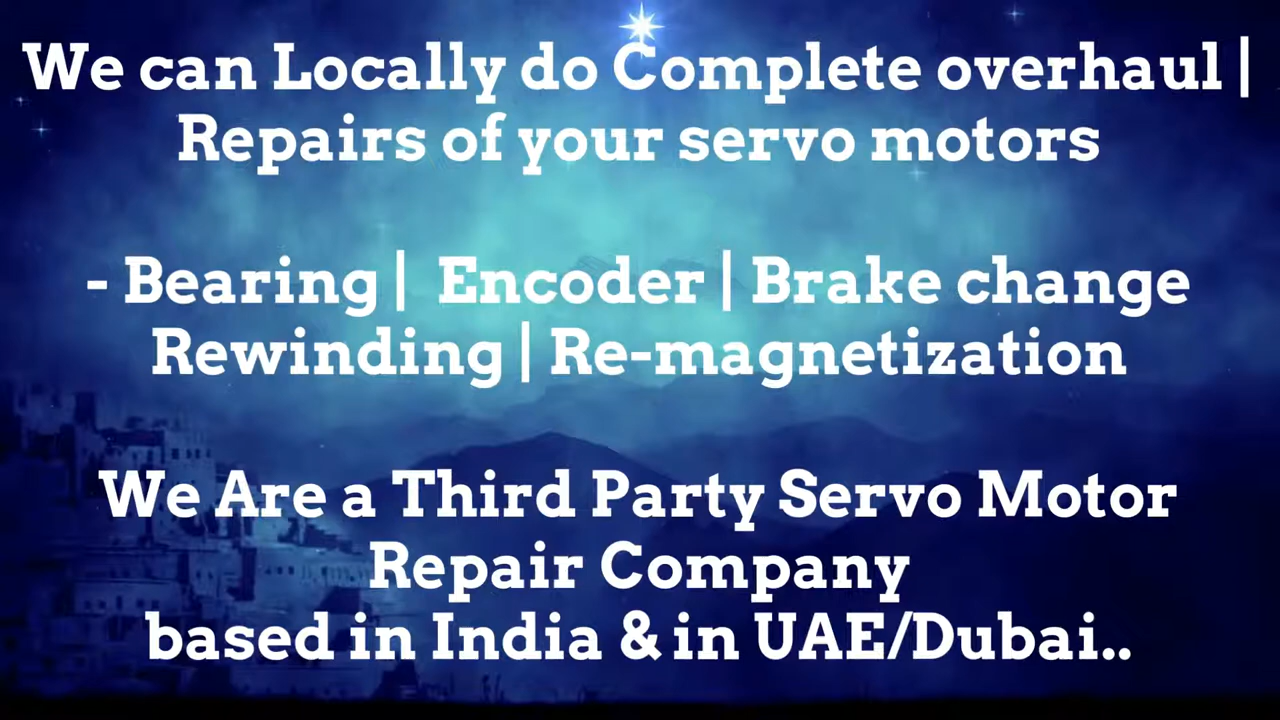 We can Locally do Complete overhaul |
Repairs of your servo motors
- Bearing | Encoder | Brake change
Rewinding | Re-magnetization
We Are a Third Party Servo Motor
Repair Company
based in India & in UAE/Dubai..